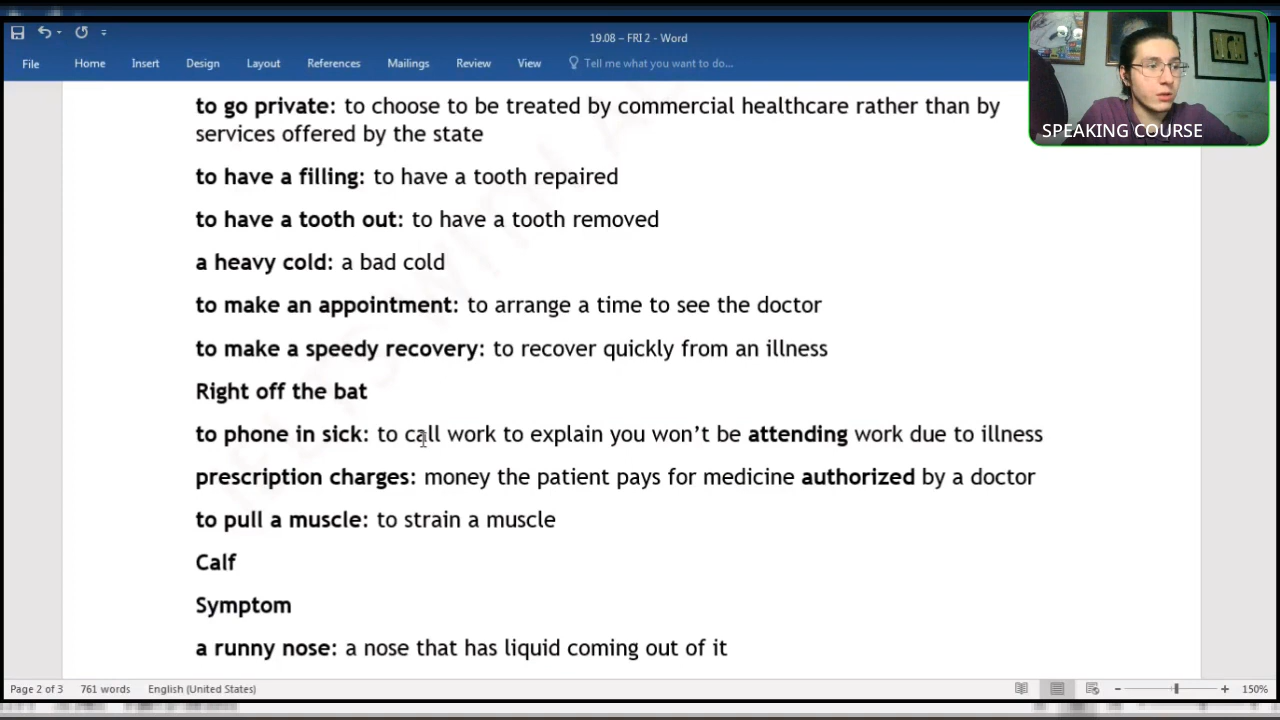 19.08 – FRI 2 - Word
File Home Insert Design Layout References Mailings Review View Tell me what you want to do...
SPEAKING COURSE
to go private: to choose to be treated by commercial healthcare rather than by
services offered by the state
to have a filling: to have a tooth repaired
to have a tooth out: to have a tooth removed
a heavy cold: a bad cold
to make an appointment: to arrange a time to see the doctor
to make a speedy recovery: to recover quickly from an illness
Right off the bat
to phone in sick: to call work to explain you won’t be attending work due to illness
prescription charges: money the patient pays for medicine authorized by a doctor
to pull a muscle: to strain a muscle
Calf
Symptom
a runny nose: a nose that has liquid coming out of it
Page 2 of 3 761 words English (United States) 150%